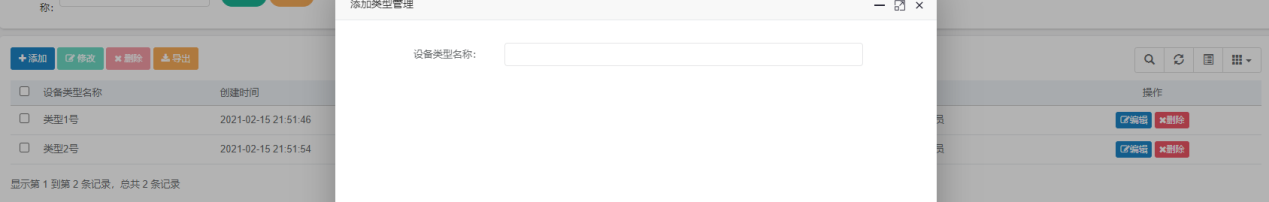 称：
添加类型管理
添加 修改 删除 导出
设备类型名称：
设备类型名称 创建时间 操作
类型1号 2021-02-15 21:51:46 员 编辑 删除
类型2号 2021-02-15 21:51:54 员 编辑 删除
显示第 1 到第 2 条记录，总共 2 条记录